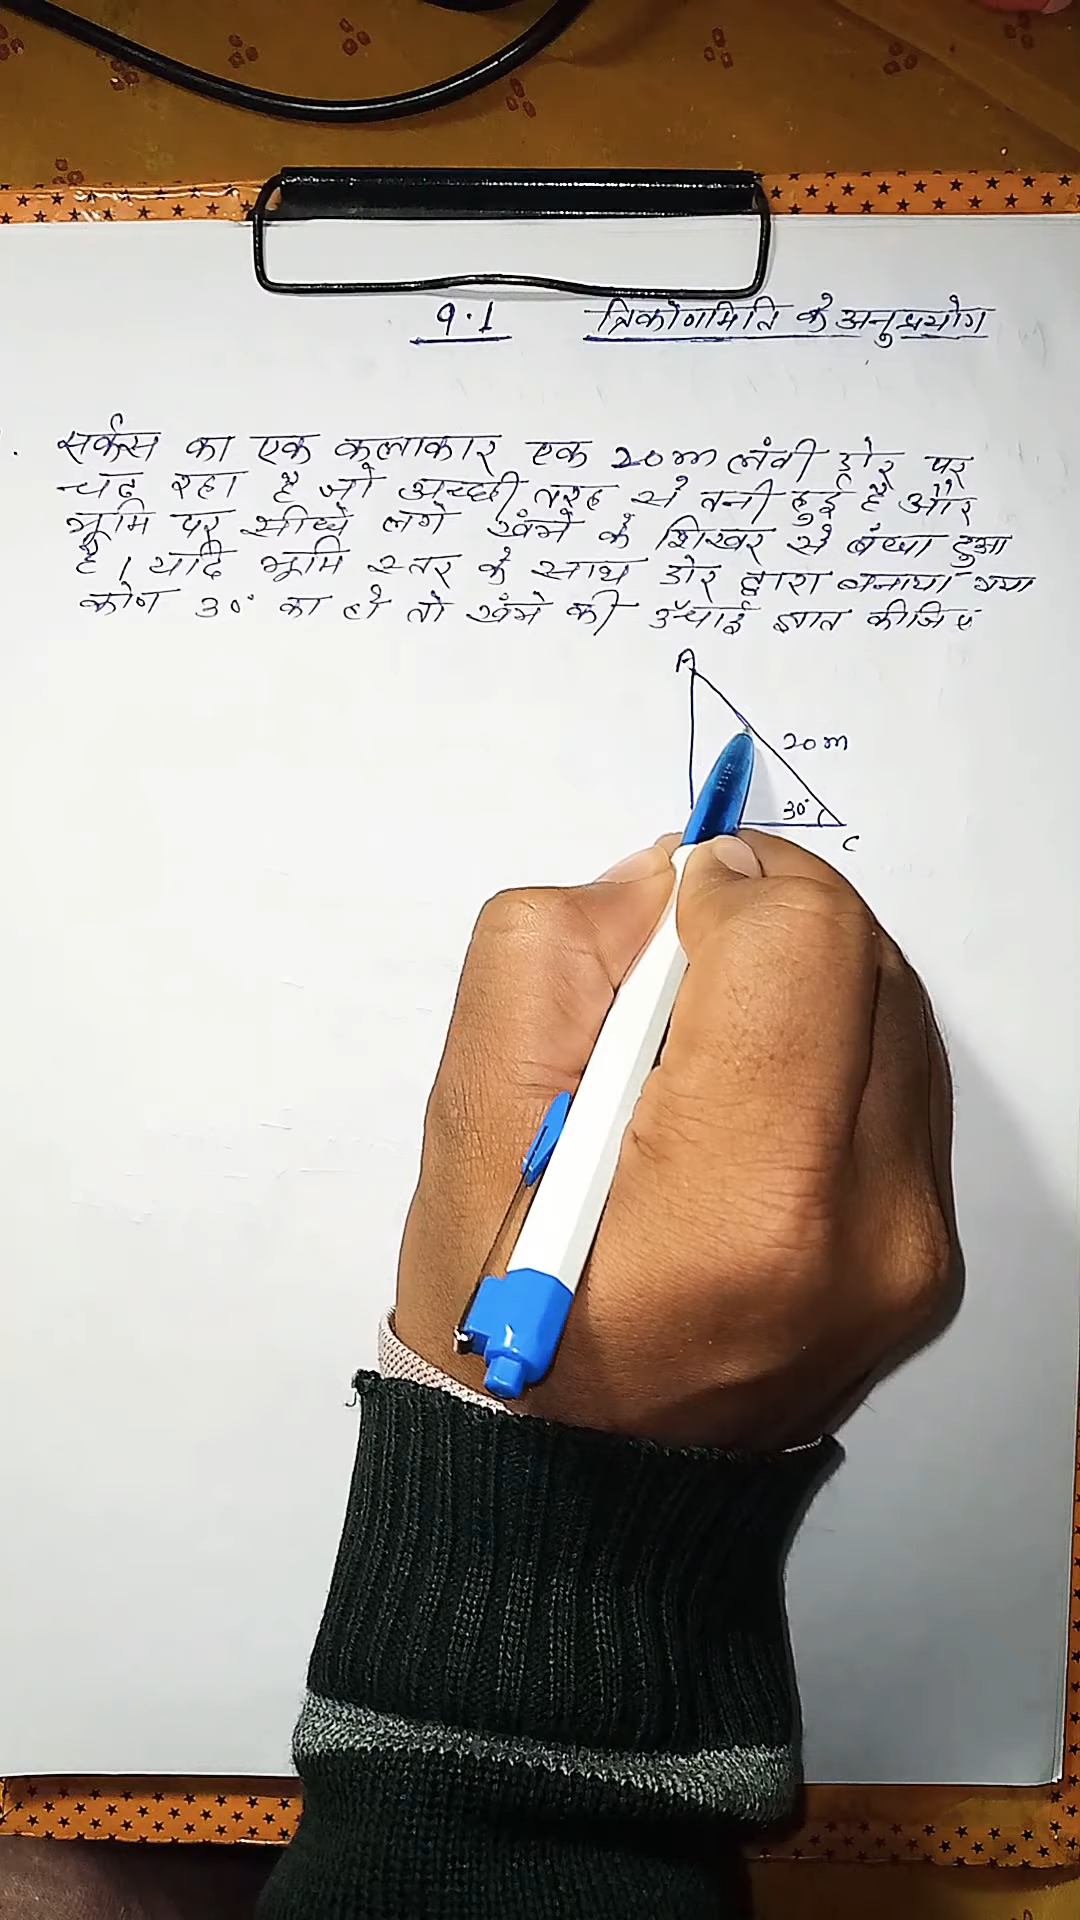 9.1 त्रिकोणमिति के अनुप्रयोग
सर्कस का एक कलाकार एक 20m लंबी डोर पर
चढ़ रहा है जो अच्छी तरह से तनी हुई है और
भूमि पर सीधे लगे खंभे के शिखर से बंधा हुआ
है। यदि भूमि स्तर के साथ डोर द्वारा बनाया गया
कोण 30° का हो तो खंभे की ऊँचाई ज्ञात कीजिए
A
20m
30°
C